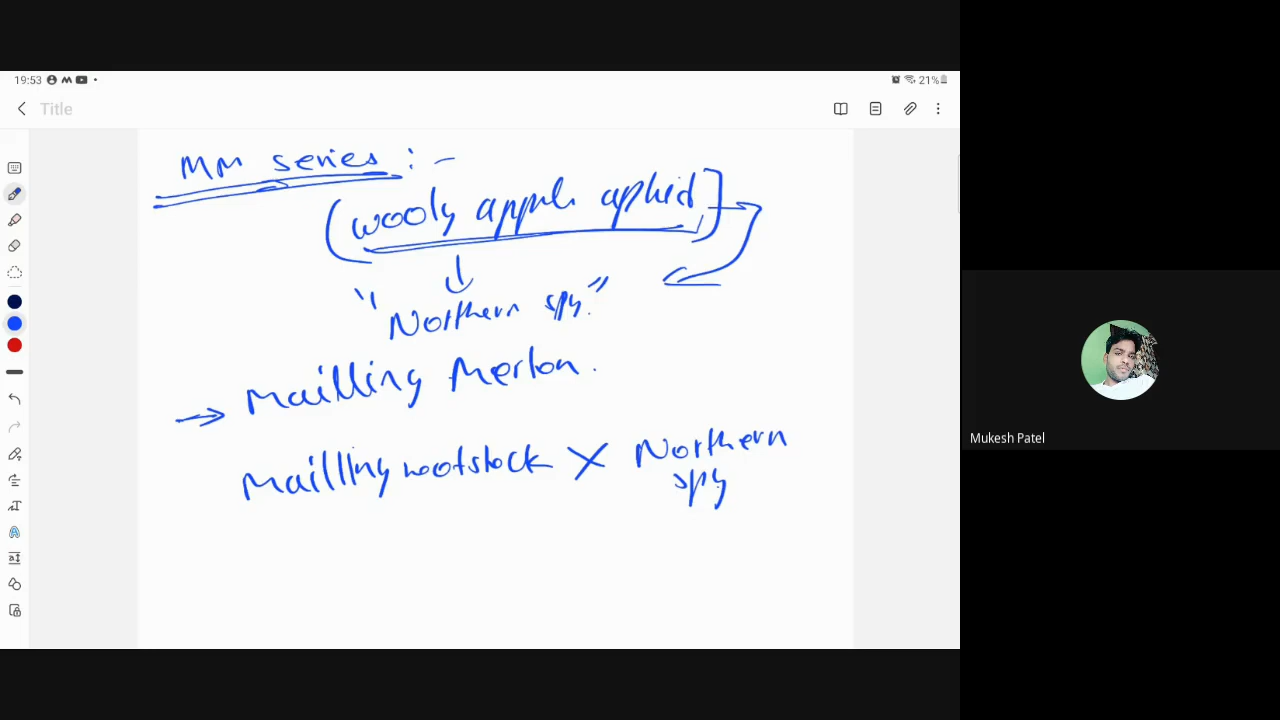 19:53
21%
Title
MM series :-
(wooly apple aphid]
"Northern spy."
→ Mailling Merton.
Mailling rootstock X Northern
spy
Mukesh Patel